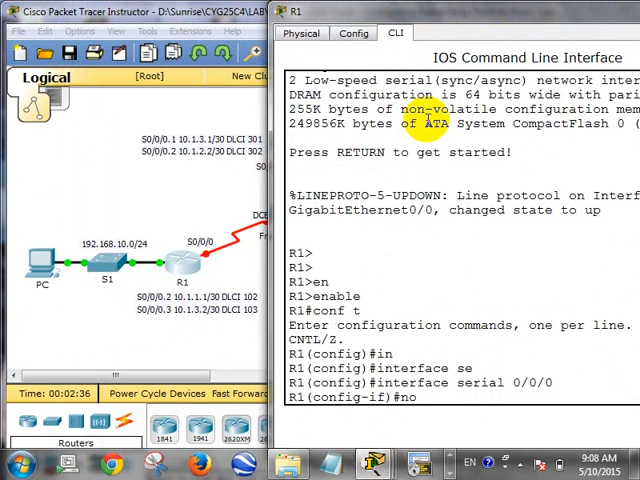 Cisco Packet Tracer Instructor - D:\Sunrise\CYG25C4\LAB\
File Edit Options View Tools Extensions Help
Logical [Root] New Clu
S0/0/0.1 10.1.3.1/30 DLCI 301
S0/0/0.2 10.1.2.2/30 DLCI 302
S0/0/0
DCE
192.168.10.0/24
PC S1 R1
S0/0/0.2 10.1.1.1/30 DLCI 102
S0/0/0.3 10.1.3.2/30 DLCI 103
Time: 00:02:36 Power Cycle Devices Fast Forward
Routers
1841 1941 2620XM
R1
Physical Config CLI
IOS Command Line Interface
2 Low-speed serial(sync/async) network inter
DRAM configuration is 64 bits wide with pari
255K bytes of non-volatile configuration mem
249856K bytes of ATA System CompactFlash 0 (
Press RETURN to get started!
%LINEPROTO-5-UPDOWN: Line protocol on Interf
GigabitEthernet0/0, changed state to up
R1>
R1>
R1>en
R1>enable
R1#conf t
Enter configuration commands, one per line.
CNTL/Z.
R1(config)#in
R1(config)#interface se
R1(config)#interface serial 0/0/0
R1(config-if)#no
EN
9:08 AM
5/10/2015